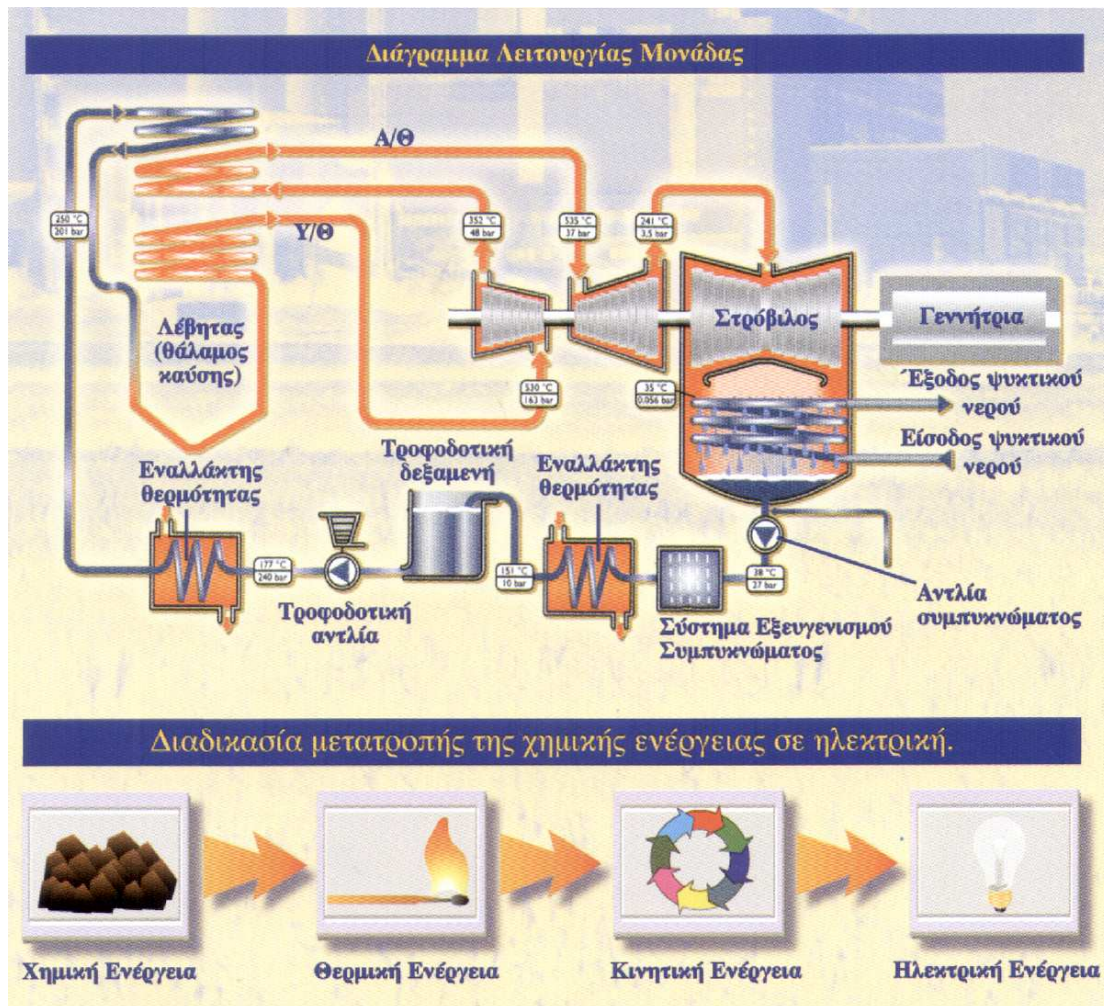 Διάγραμμα Λειτουργίας Μονάδας
Α/Θ
250 °C
201 bar
352 °C
48 bar
535 °C
37 bar
241 °C
3.5 bar
Υ/Θ
Στρόβιλος
Γεννήτρια
Λέβητας
(θάλαμος
καύσης)
530 °C
163 bar
35 °C
0.056 bar
Έξοδος ψυκτικού
νερού
Είσοδος ψυκτικού
νερού
Τροφοδοτική
δεξαμενή
Εναλλάκτης
θερμότητας
Εναλλάκτης
θερμότητας
177 °C
240 bar
151 °C
10 bar
38 °C
27 bar
Τροφοδοτική
αντλία
Σύστημα Εξευγενισμού
Συμπυκνώματος
Αντλία
συμπυκνώματος
Διαδικασία μετατροπής της χημικής ενέργειας σε ηλεκτρική.
Χημική Ενέργεια
Θερμική Ενέργεια
Κινητική Ενέργεια
Ηλεκτρική Ενέργεια